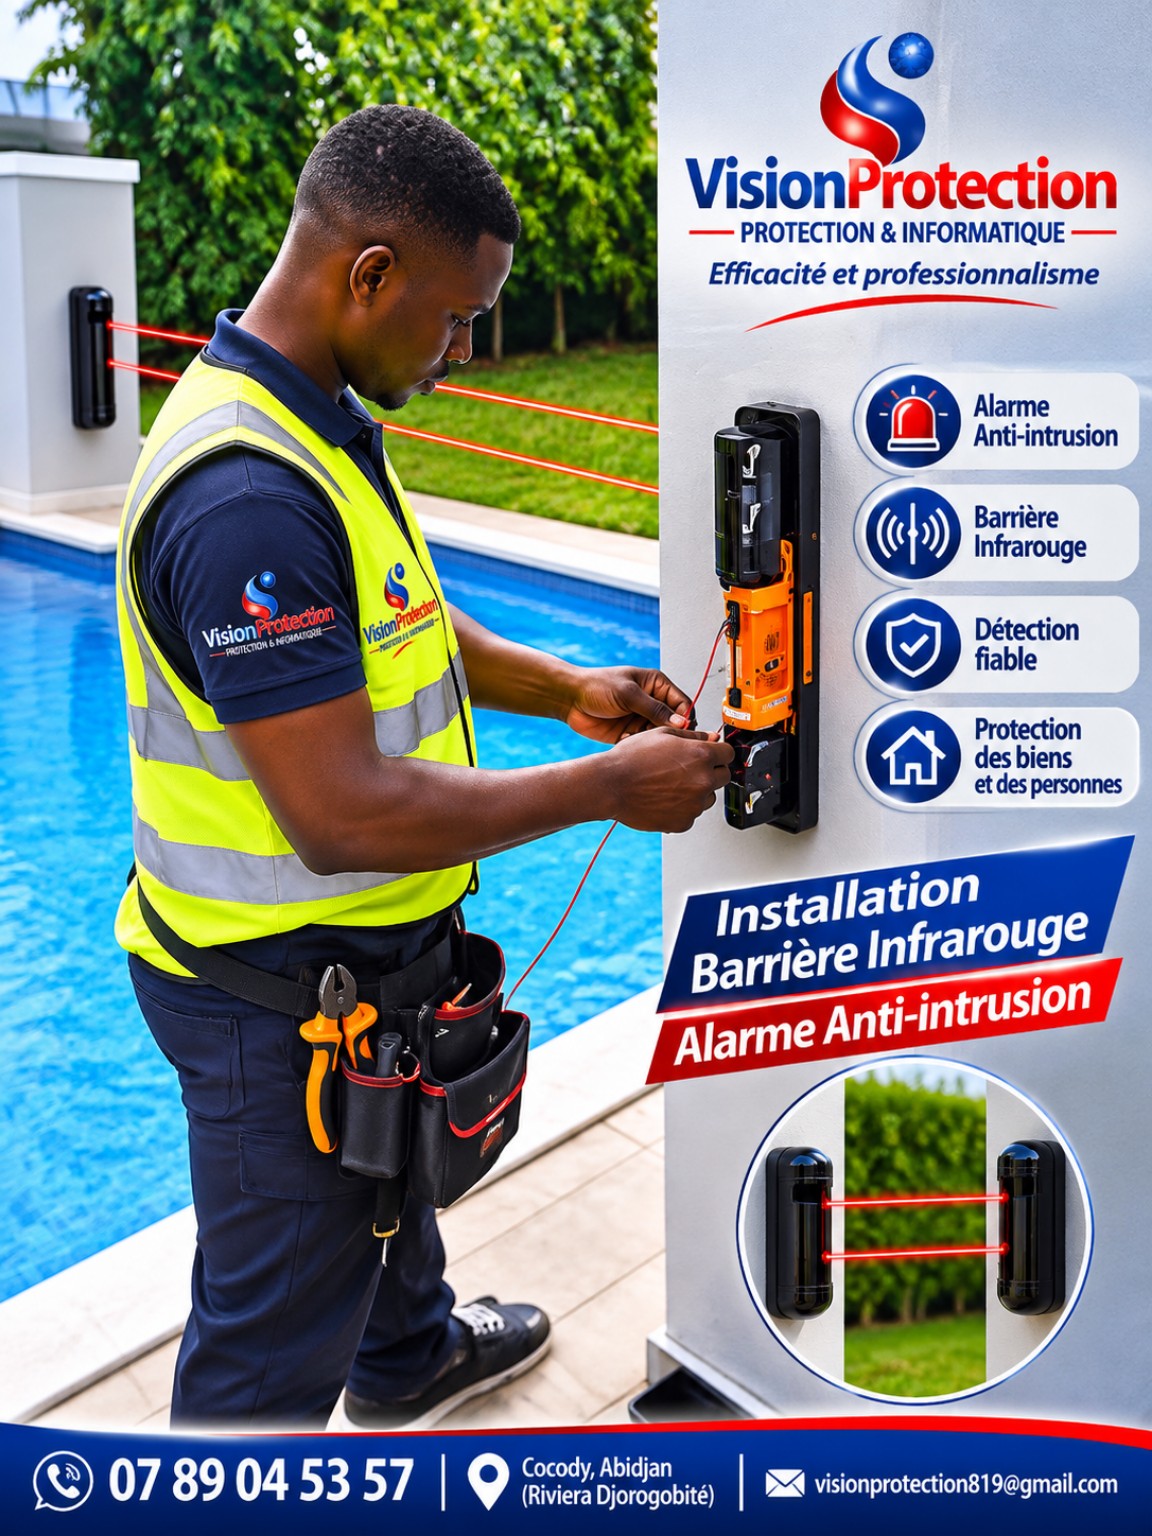 VisionProtection
PROTECTION & INFORMATIQUE
Efficacité et professionnalisme
Alarme
Anti-intrusion
Barrière
Infrarouge
Détection
fiable
Protection
des biens
et des personnes
VisionProtection
PROTECTION & INFORMATIQUE
VisionProtection
Installation
Barrière Infrarouge
Alarme Anti-intrusion
07 89 04 53 57
Cocody, Abidjan
(Riviera Djorogobité)
visionprotection819@gmail.com